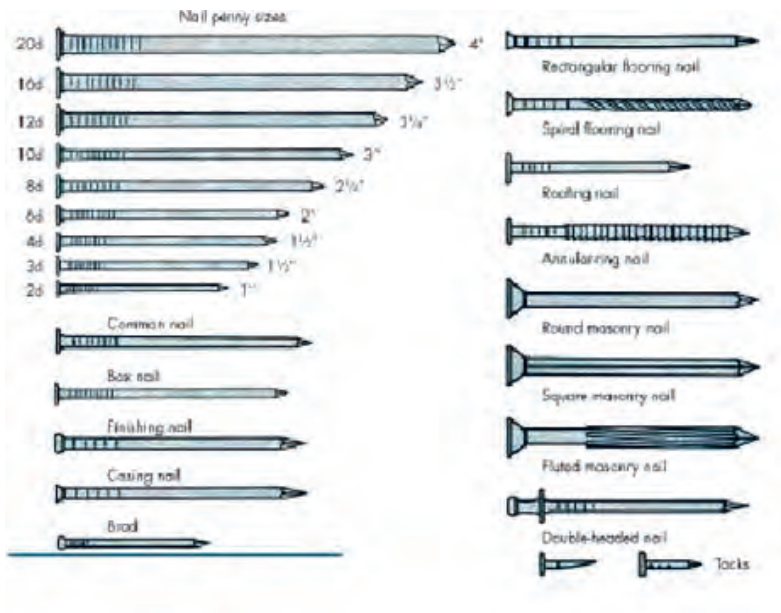 Nail penny sizes
20d 4"
16d 3½"
12d 3¼"
10d 3"
8d 2½"
6d 2"
4d 1½"
3d
2d 1"
Common nail
Box nail
Finishing nail
Casing nail
Brad
Rectangular flooring nail
Spiral flooring nail
Roofing nail
Annular-ring nail
Round masonry nail
Square masonry nail
Fluted masonry nail
Double-headed nail
Tacks